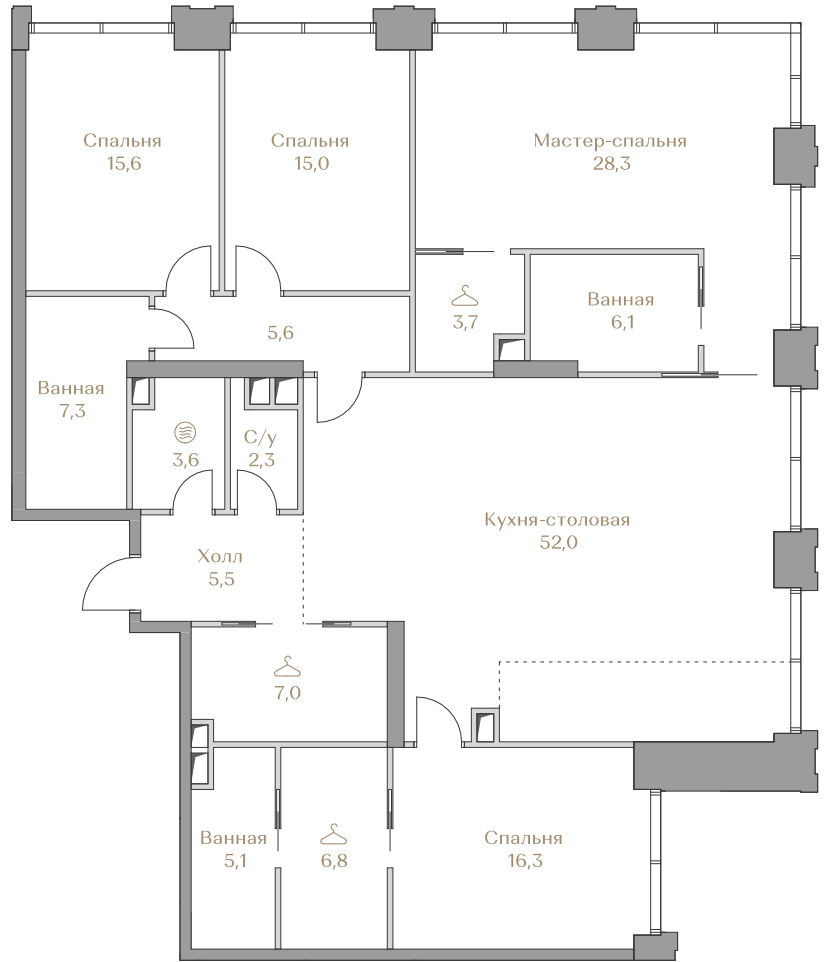 Спальня
15,6
Спальня
15,0
Мастер-спальня
28,3
3,7
Ванная
6,1
5,6
Ванная
7,3
3,6
С/у
2,3
Кухня-столовая
52,0
Холл
5,5
7,0
Ванная
5,1
6,8
Спальня
16,3